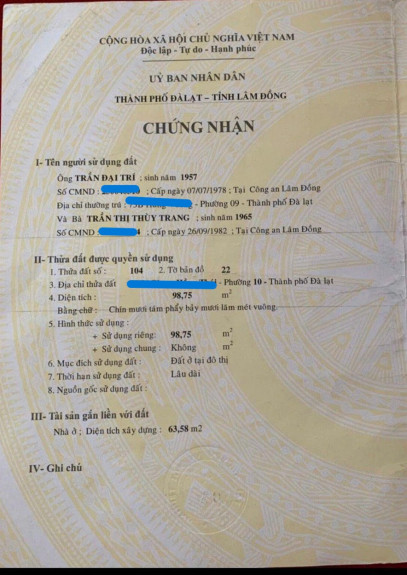 CỘNG HÒA XÃ HỘI CHỦ NGHĨA VIỆT NAM
Độc lập - Tự do - Hạnh phúc
UỶ BAN NHÂN DÂN
THÀNH PHỐ ĐÀLẠT – TỈNH LÂM ĐỒNG
CHỨNG NHẬN
I- Tên người sử dụng đất
Ông TRẦN ĐẠI TRÍ ; sinh năm 1957
Số CMND : ; Cấp ngày 07/07/1978 ; Tại Công an Lâm Đồng
Địa chỉ thường trú : - Phường 09 - Thành phố Đà lạt
Và Bà TRẦN THỊ THÙY TRANG ; sinh năm 1965
Số CMND : 4 ; Cấp ngày 26/09/1982 ; Tại Công an Lâm Đồng
II- Thửa đất được quyền sử dụng
1. Thửa đất số : 104 2. Tờ bản đồ 22
3. Địa chỉ thửa đất - Phường 10 - Thành phố Đà lạt
4. Diện tích : 98,75 m2
Bằng chữ : Chín mươi tám phẩy bảy mươi lăm mét vuông.
5. Hình thức sử dụng :
+ Sử dụng riêng: 98,75 m2
+ Sử dụng chung : Không m2
6. Mục đích sử dụng đất : Đất ở tại đô thị
7. Thời hạn sử dụng đất : Lâu dài
8. Nguồn gốc sử dụng đất :
III- Tài sản gắn liền với đất
Nhà ở ; Diện tích xây dựng : 63,58 m2
IV- Ghi chú